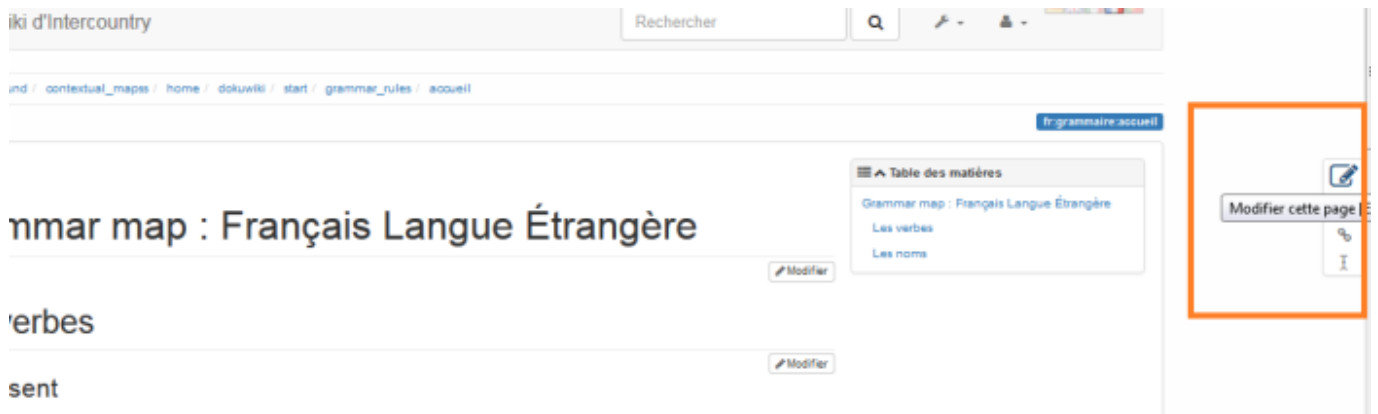 iki d'Intercountry
Rechercher
und / contextual_mapss / home / dokuwiki / start / grammar_rules / accueil
fr:grammaire:accueil
Table des matières
Grammar map : Français Langue Étrangère
Les verbes
Les noms
mmar map : Français Langue Étrangère
Modifier cette page [
Modifier
verbes
Modifier
sent